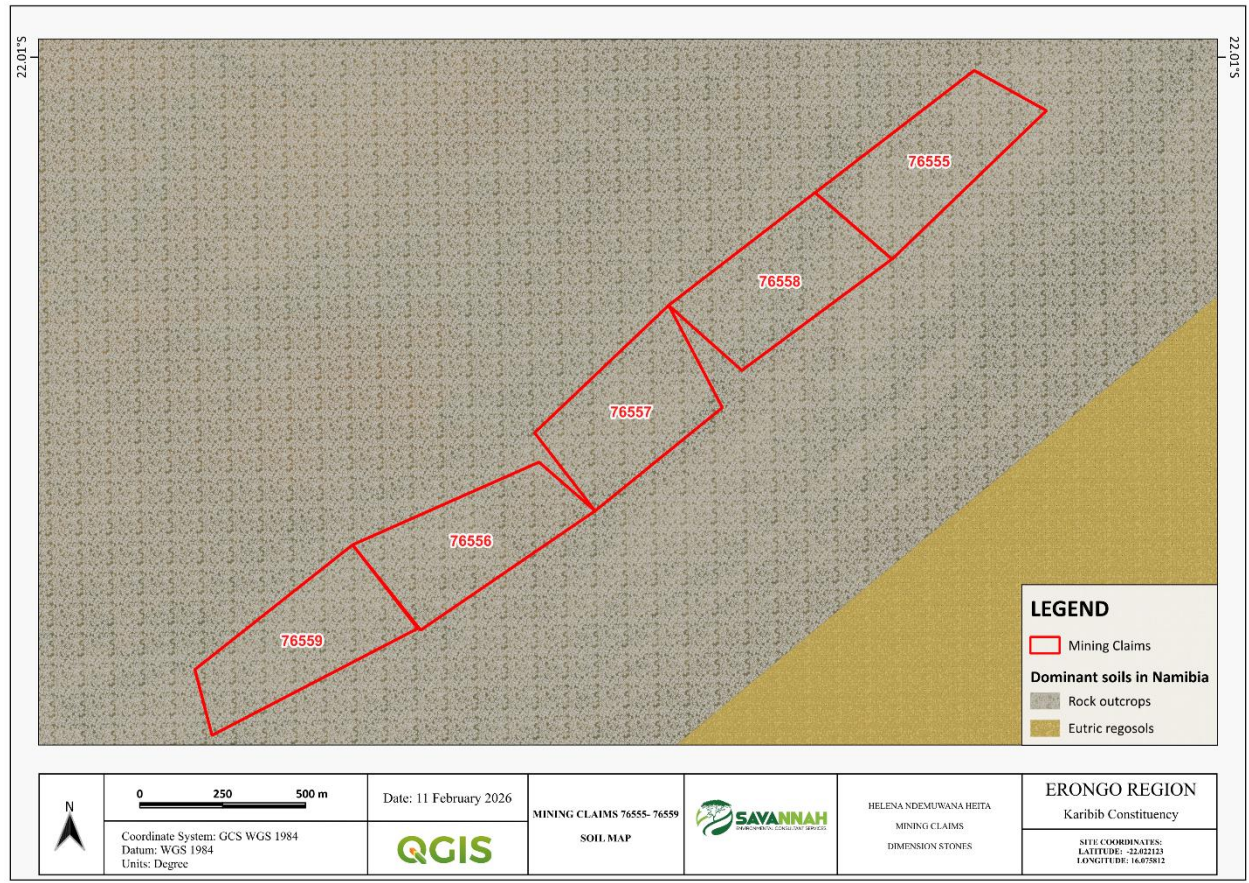 22.01°S
22.01°S
76555
76558
76557
76556
76559
LEGEND
Mining Claims
Dominant soils in Namibia
Rock outcrops
Eutric regosols
N
0 250 500 m
Coordinate System: GCS WGS 1984
Datum: WGS 1984
Units: Degree
Date: 11 February 2026
QGIS
MINING CLAIMS 76555- 76559
SOIL MAP
SAVANNAH
ENVIRONMENTAL CONSULTANT SERVICES
HELENA NDEMUWANA HEITA
MINING CLAIMS
DIMENSION STONES
ERONGO REGION
Karibib Constituency
SITE COORDINATES:
LATITUDE: -22.022123
LONGITUDE: 16.075812